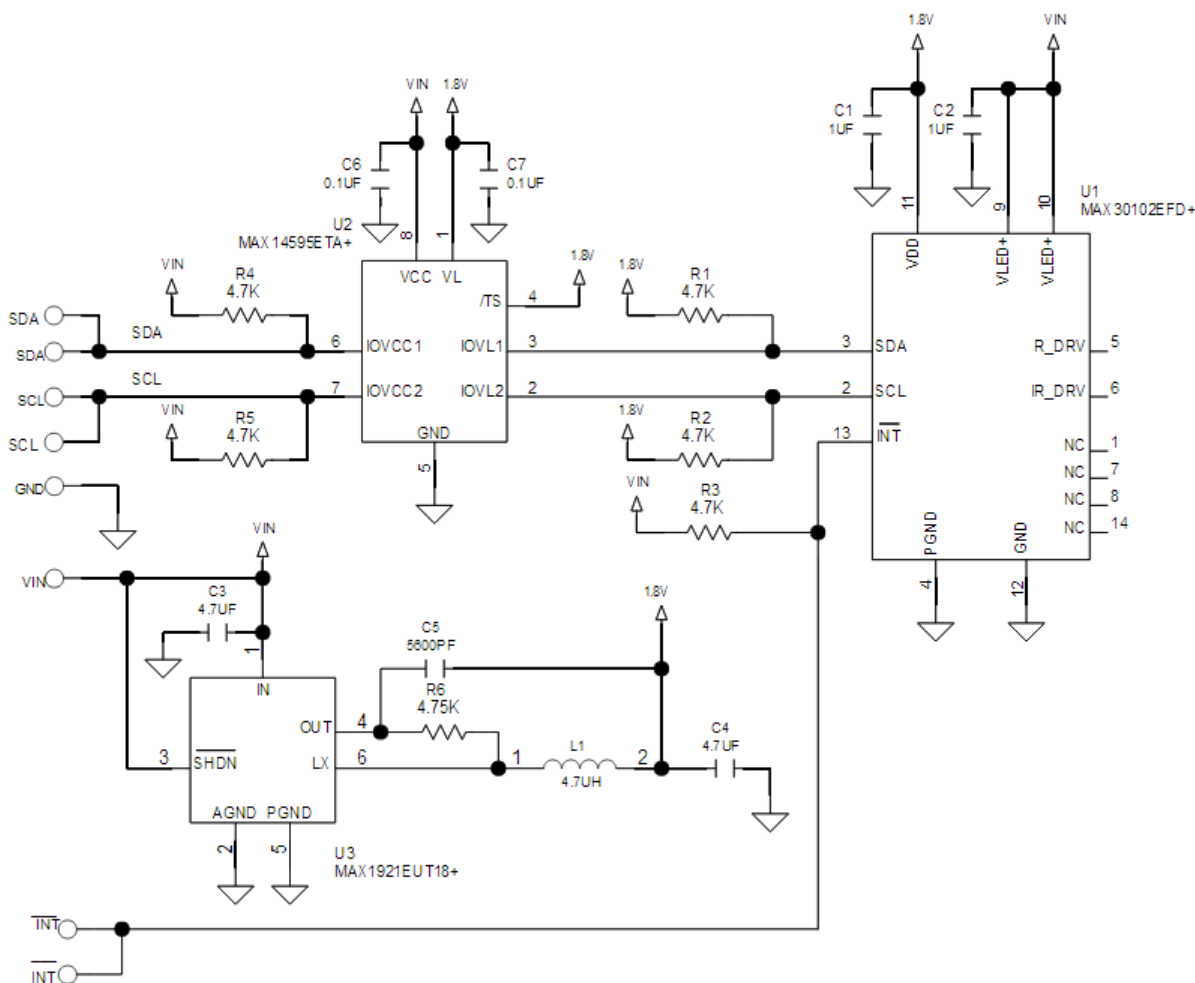 1.8V
VIN
C1
1UF
C2
1UF
11
9
10
U1
MAX30102EFD+
VDD
VLED+
VLED+
VIN
1.8V
C6
0.1UF
C7
0.1UF
U2
MAX14595ETA+
8
1
VCC
VL
/TS
4
1.8V
VIN
R4
4.7K
1.8V
R1
4.7K
SDA
SDA
SDA
6
IOVCC1
IOVL1
3
3
SDA
R_DRV
5
SCL
SCL
7
IOVCC2
IOVL2
2
2
SCL
IR_DRV
6
SCL
VIN
R5
4.7K
GND
5
1.8V
R2
4.7K
13
INT
NC
1
NC
7
NC
8
NC
14
GND
VIN
R3
4.7K
PGND
GND
4
12
VIN
VIN
C3
4.7UF
1
IN
1.8V
C5
5600PF
R6
4.75K
OUT
4
3
SHDN
LX
6
1
L1
4.7UH
2
C4
4.7UF
AGND
PGND
2
5
U3
MAX1921EUT18+
INT
INT